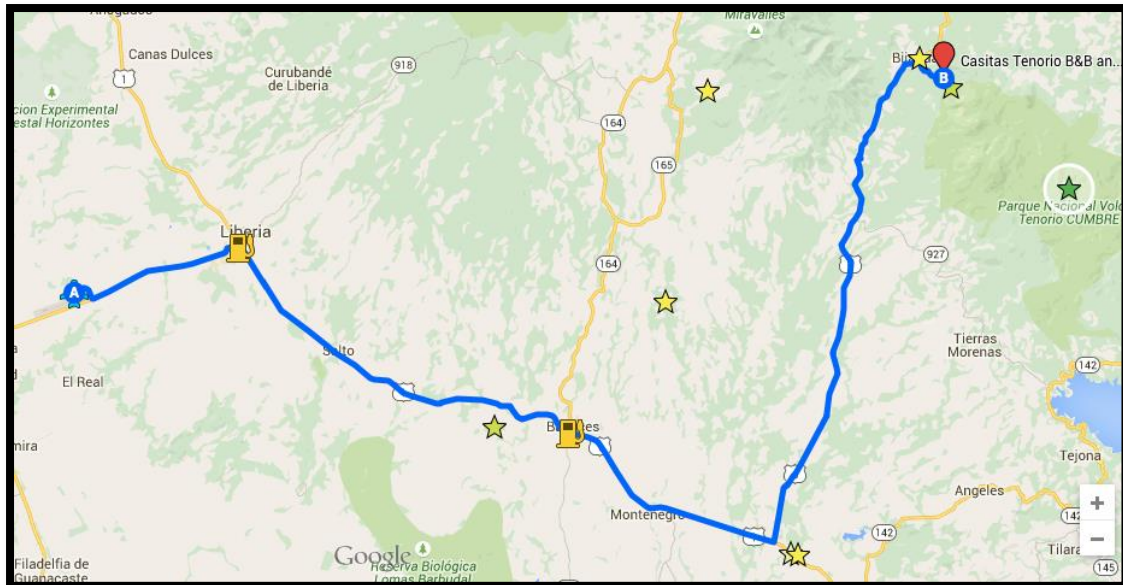 Miravalles
Canas Dulces
Curubandé
de Liberia
918
1
Casitas Tenorio B&B an...
B
cion Experimental
estal Horizontes
164
165
Parque Nacional Volc
Tenorio CUMBRE
Liberia
927
164
A
Salto
El Real
Tierras
Morenas
142
mira
Tejona
Montenegro
Angeles
142
142
Google
Tilara
Filadelfia de
Guanacaste
Reserva Biológica
Lomas Barbudal
145
+
−